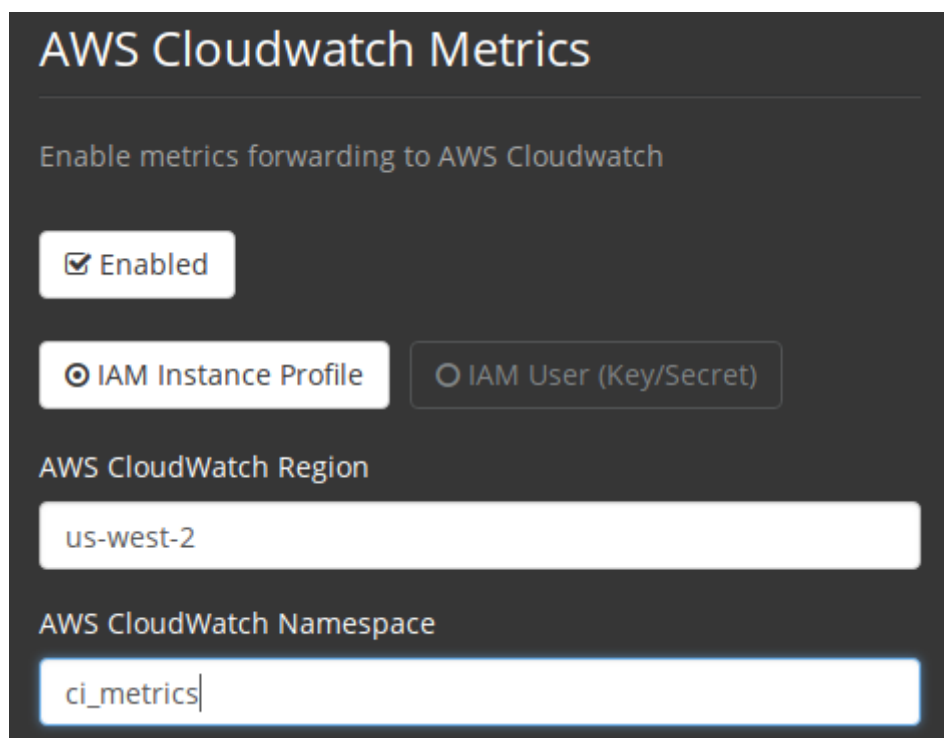 AWS Cloudwatch Metrics
Enable metrics forwarding to AWS Cloudwatch
Enabled
IAM Instance Profile IAM User (Key/Secret)
AWS CloudWatch Region
us-west-2
AWS CloudWatch Namespace
ci_metrics